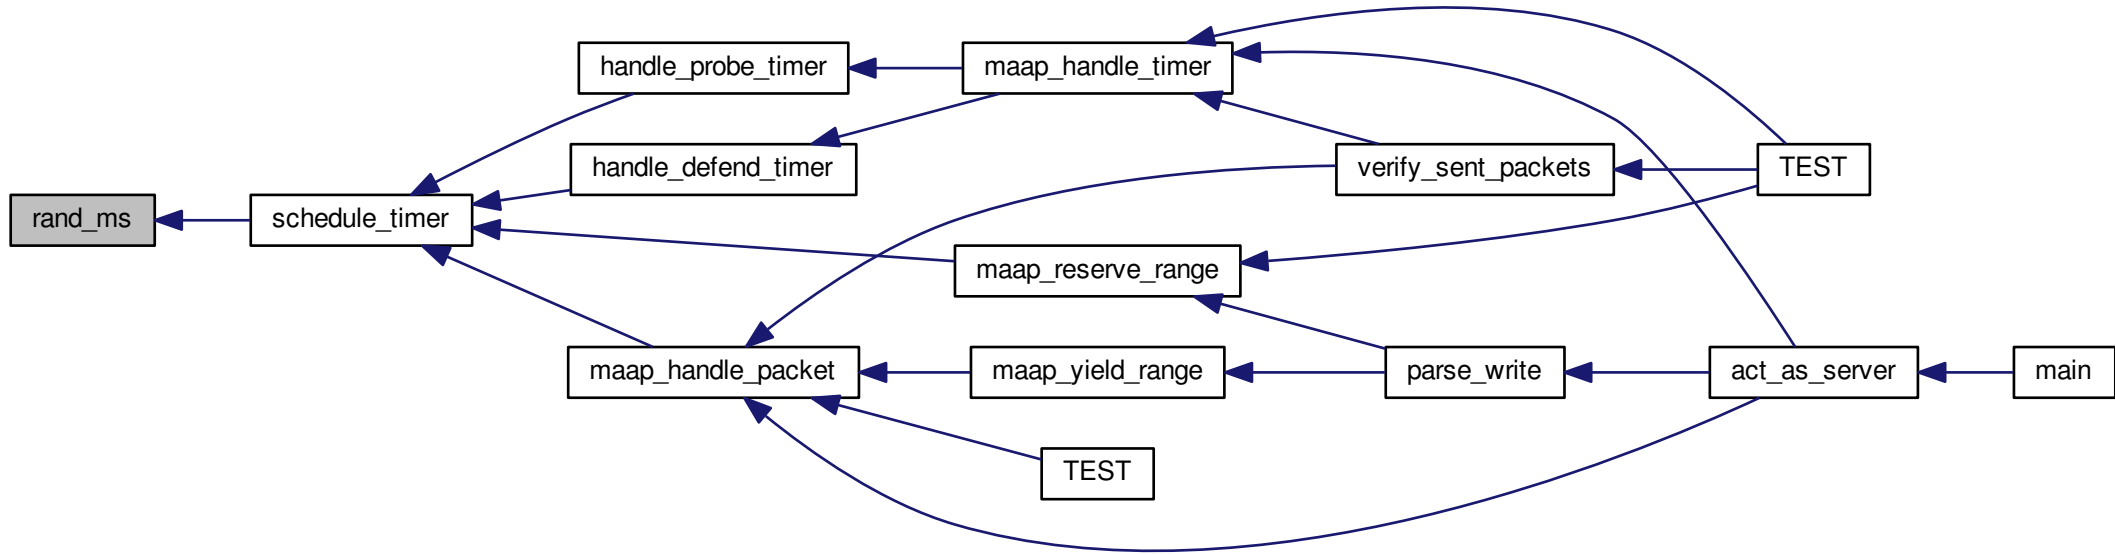 handle_probe_timer
maap_handle_timer
handle_defend_timer
verify_sent_packets
TEST
rand_ms
schedule_timer
maap_reserve_range
maap_handle_packet
maap_yield_range
parse_write
act_as_server
main
TEST